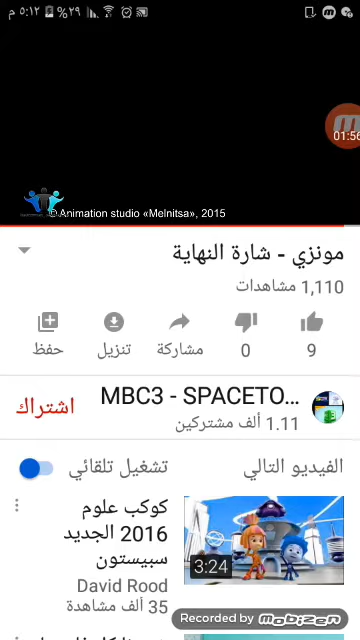 ٥:١٢ م ٢٩%
01:56
© Animation studio «Melnitsa», 2015
مونزي - شارة النهاية
1,110 مشاهدات
9
0
مشاركة
تنزيل
حفظ
MBC3 - SPACETO...
1.11 ألف مشتركين
اشتراك
الفيديو التالي
تشغيل تلقائي
كوكب علوم
2016 الجديد
سبيستون
David Rood
35 ألف مشاهدة
3:24
Recorded by MOBIZEN